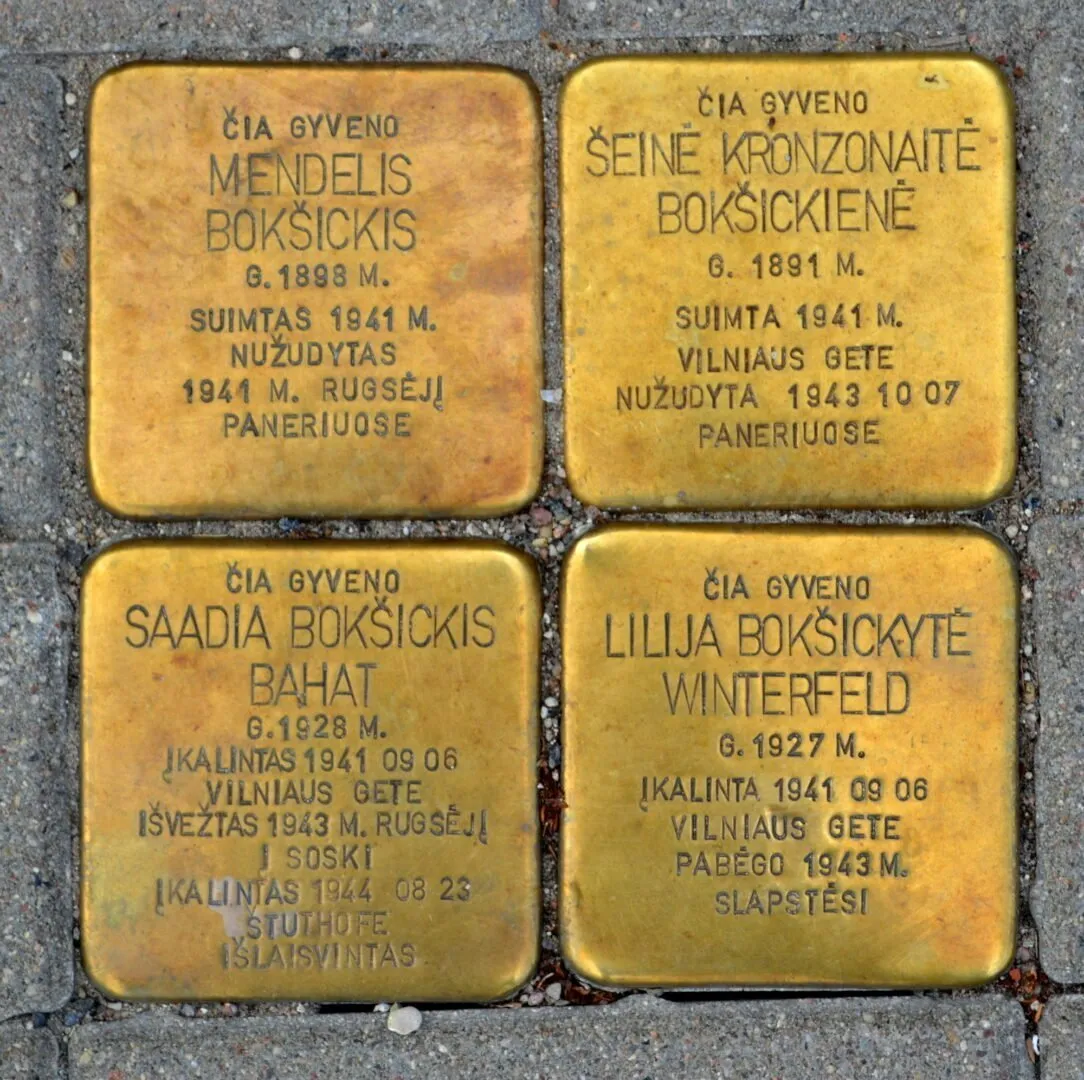 ČIA GYVENO
MENDELIS
BOKŠICKIS
G. 1898 M.
SUIMTAS 1941 M.
NUŽUDYTAS
1941 M. RUGSĖJĮ
PANERIUOSE
ČIA GYVENO
ŠEINĖ KRONZONAITĖ
BOKŠICKIENĖ
G. 1891 M.
SUIMTA 1941 M.
VILNIAUS GETE
NUŽUDYTA 1943 10 07
PANERIUOSE
ČIA GYVENO
SAADIA BOKŠICKIS
BAHAT
G. 1928 M.
ĮKALINTAS 1941 09 06
VILNIAUS GETE
IŠVEŽTAS 1943 M. RUGSĖJĮ
Į SOSKI
ĮKALINTAS 1944 08 23
ŠTUTHOFE
IŠLAISVINTAS
ČIA GYVENO
LILIJA BOKŠICKYTĖ
WINTERFELD
G. 1927 M.
ĮKALINTA 1941 09 06
VILNIAUS GETE
PABĖGO 1943 M.
SLAPSTĖSI